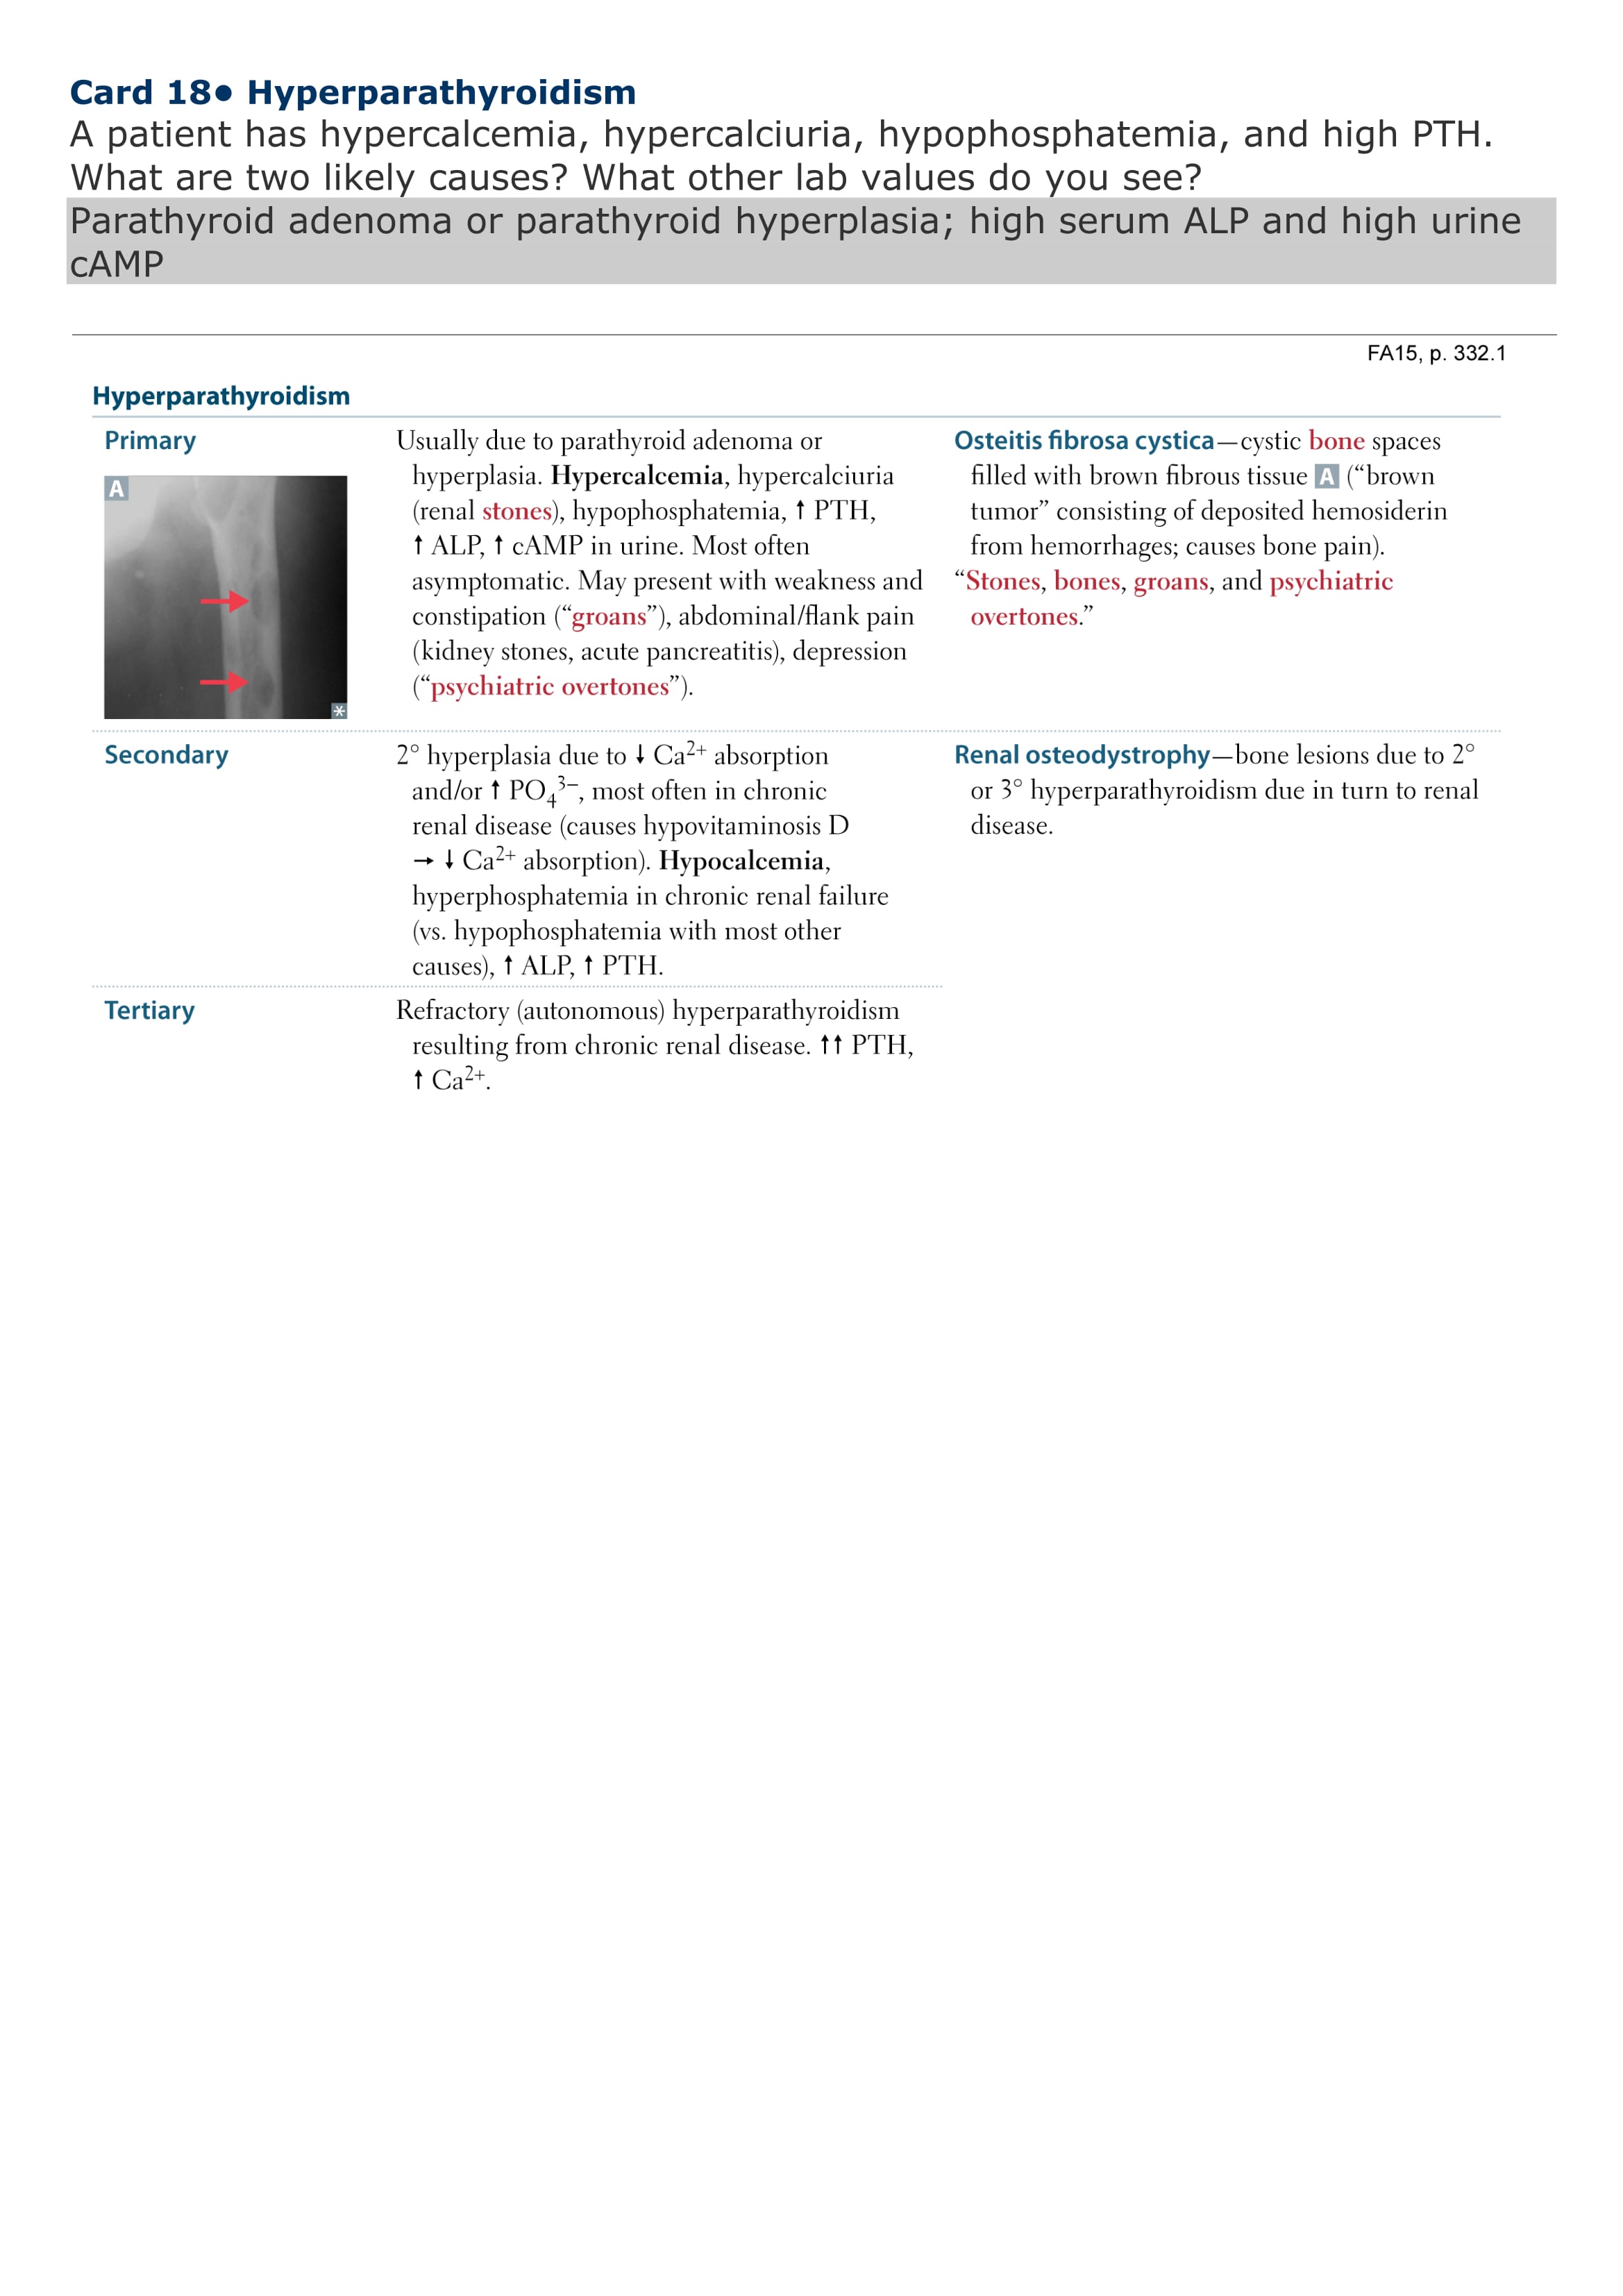 Card 18● Hyperparathyroidism
A patient has hypercalcemia, hypercalciuria, hypophosphatemia, and high PTH.
What are two likely causes? What other lab values do you see?
Parathyroid adenoma or parathyroid hyperplasia; high serum ALP and high urine
cAMP
FA15, p. 332.1
Hyperparathyroidism
Primary
A
*
Usually due to parathyroid adenoma or
hyperplasia. Hypercalcemia, hypercalciuria
(renal stones), hypophosphatemia, ↑ PTH,
↑ ALP, ↑ cAMP in urine. Most often
asymptomatic. May present with weakness and
constipation (“groans”), abdominal/flank pain
(kidney stones, acute pancreatitis), depression
(“psychiatric overtones”).
Osteitis fibrosa cystica—cystic bone spaces
filled with brown fibrous tissue A (“brown
tumor” consisting of deposited hemosiderin
from hemorrhages; causes bone pain).
“Stones, bones, groans, and psychiatric
overtones.”
Secondary
2° hyperplasia due to ↓ Ca²⁺ absorption
and/or ↑ PO₄³⁻, most often in chronic
renal disease (causes hypovitaminosis D
→ ↓ Ca²⁺ absorption). Hypocalcemia,
hyperphosphatemia in chronic renal failure
(vs. hypophosphatemia with most other
causes), ↑ ALP, ↑ PTH.
Renal osteodystrophy—bone lesions due to 2°
or 3° hyperparathyroidism due in turn to renal
disease.
Tertiary
Refractory (autonomous) hyperparathyroidism
resulting from chronic renal disease. ↑↑ PTH,
↑ Ca²⁺.